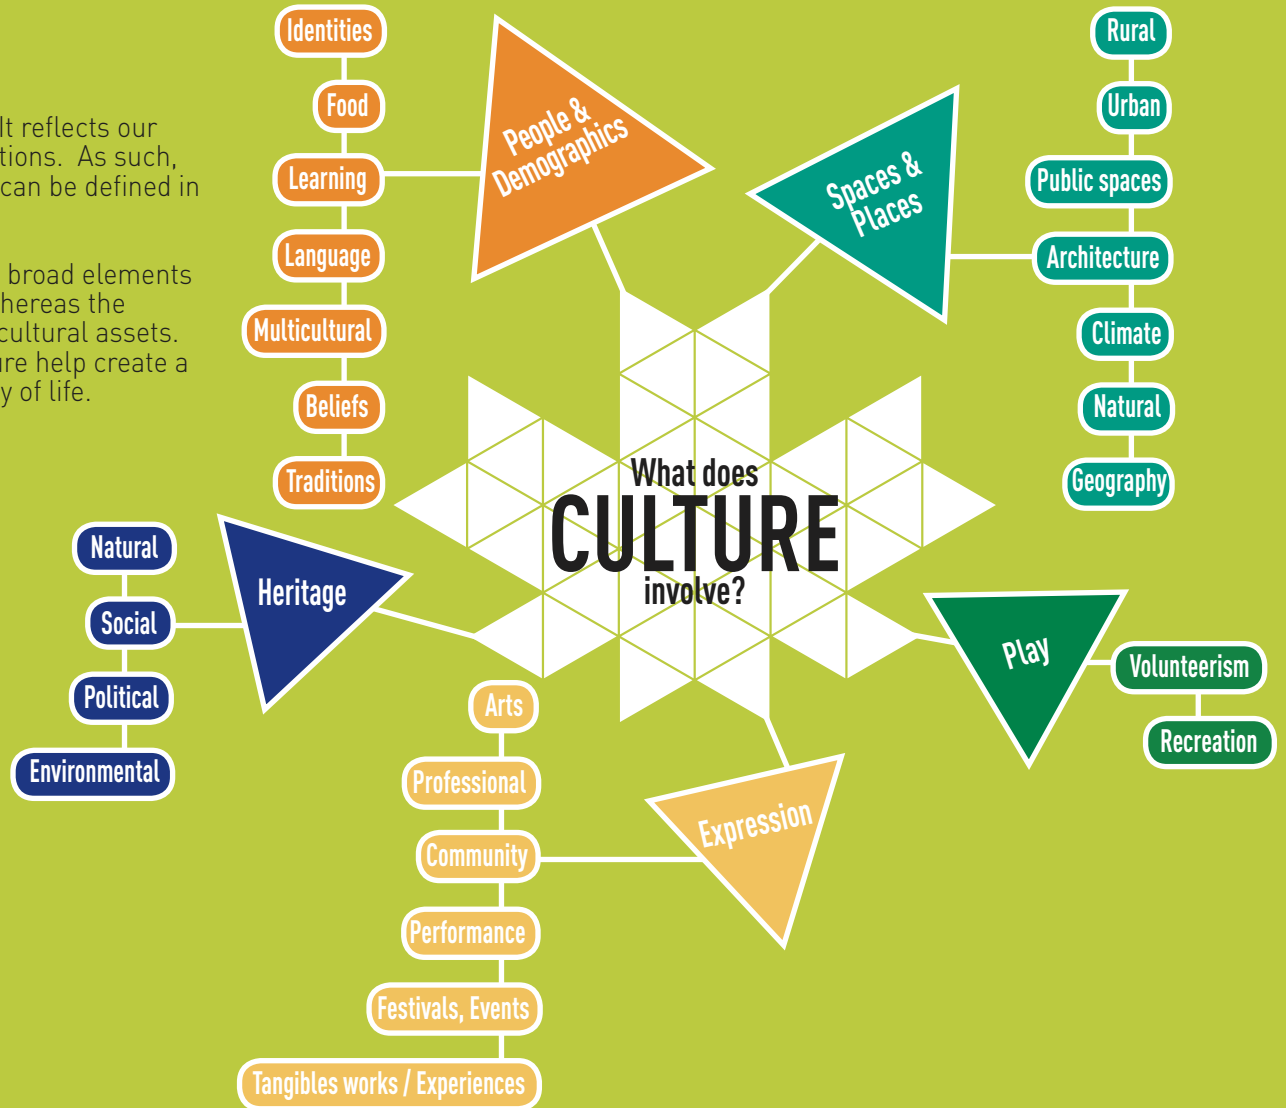 It reflects our
tions. As such,
can be defined in
broad elements
hereas the
cultural assets.
ure help create a
y of life.
Identities
Food
Learning
Language
Multicultural
Beliefs
Traditions
People &
Demographics
Spaces &
Places
Rural
Urban
Public spaces
Architecture
Climate
Natural
Geography
What does
CULTURE
involve?
Natural
Social
Political
Environmental
Heritage
Play
Volunteerism
Recreation
Arts
Professional
Community
Performance
Festivals, Events
Tangibles works / Experiences
Expression